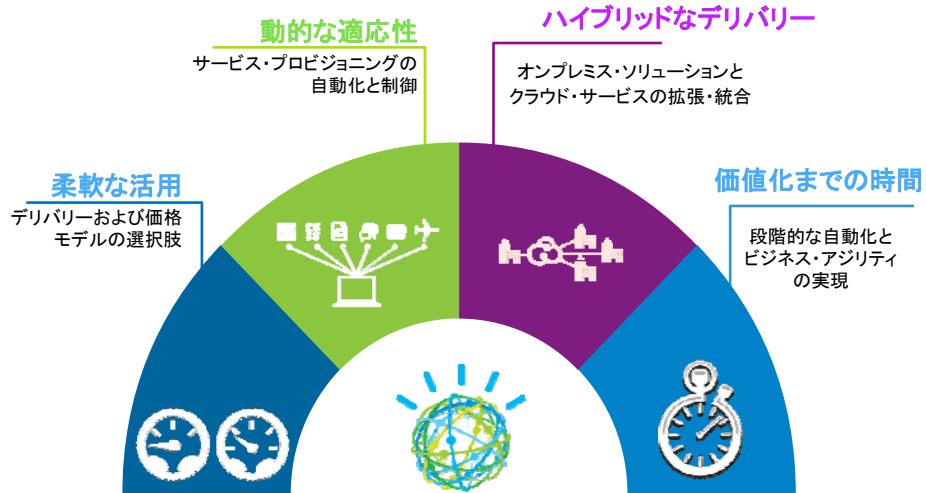 動的な適応性
サービス・プロビジョニングの
自動化と制御
ハイブリッドなデリバリー
オンプレミス・ソリューションと
クラウド・サービスの拡張・統合
柔軟な活用
デリバリーおよび価格
モデルの選択肢
価値化までの時間
段階的な自動化と
ビジネス・アジリティ
の実現